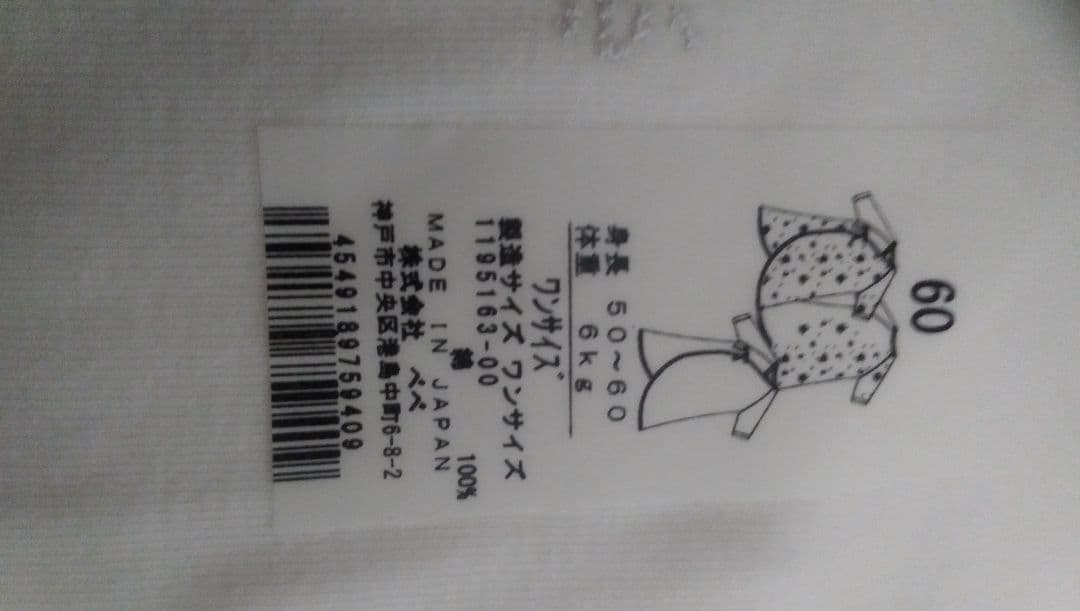 60
身長 50~60
体重 6kg
ワンサイズ
製造サイズ ワンサイズ
1195163-00
綿 100%
MADE IN JAPAN
株式会社 べべ
神戸市中央区港島中町6-8-2
4549189759409